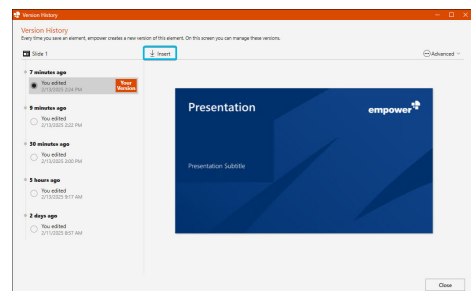 Version History
Version History
Every time you save an element, empower creates a new version of this element. On this screen you can manage these versions.
Slide 1
Insert
Advanced
7 minutes ago
You edited
2/13/2025 3:24 PM
Your
Version
9 minutes ago
You edited
2/13/2025 3:22 PM
30 minutes ago
You edited
2/13/2025 3:00 PM
5 hours ago
You edited
2/13/2025 9:17 AM
2 days ago
You edited
2/11/2025 8:57 AM
Presentation
empower
Presentation Subtitle
Close